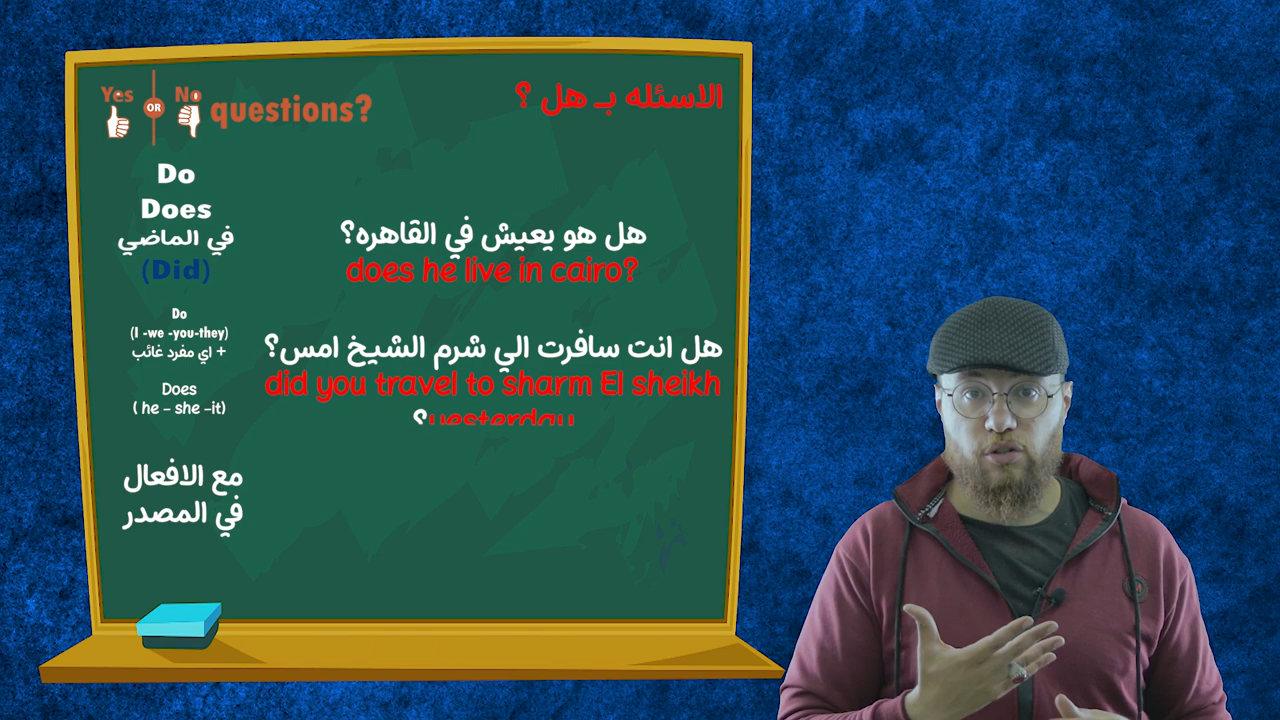 Yes OR No questions?
الاسئله بـ هل ؟
Do
Does
في الماضي
(Did)
Do
(I -we -you-they)
+ اي مفرد غائب
Does
( he – she –it)
مع الافعال
في المصدر
هل هو يعيش في القاهره؟
does he live in cairo?
هل انت سافرت الي شرم الشيخ امس؟
did you travel to sharm El sheikh
yesterday؟